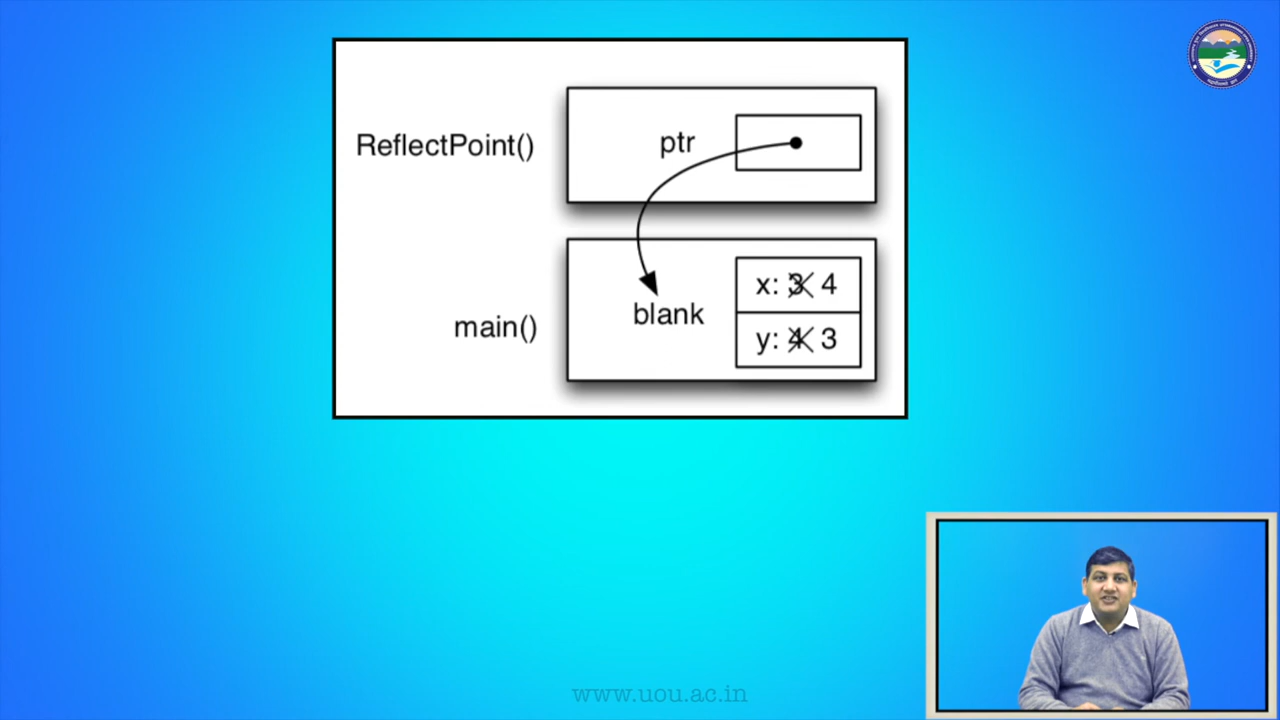 ReflectPoint()
ptr
main()
blank
x: 3 4
y: 4 3
www.uou.ac.in